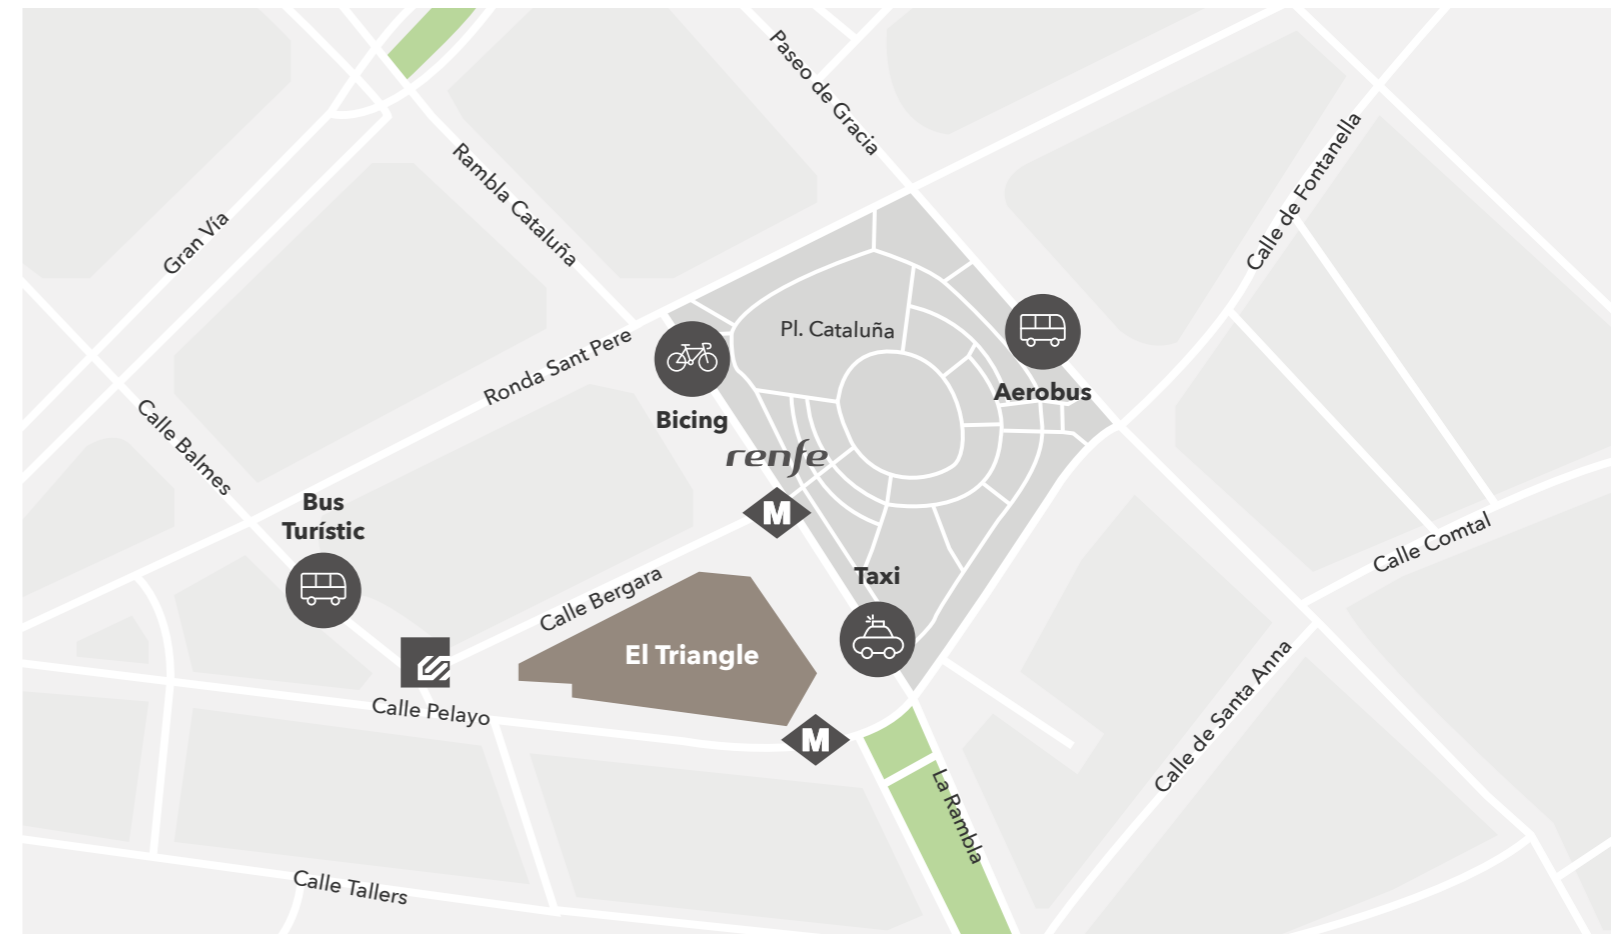 Paseo de Gracia
Calle de Fontanella
Rambla Cataluña
Gran Vía
Pl. Cataluña
Ronda Sant Pere
Aerobus
Bicing
renfe
Calle Balmes
Bus
Turístic
M
Calle Comtal
Taxi
Calle Bergara
El Triangle
Calle Pelayo
M
Calle de Santa Anna
La Rambla
Calle Tallers